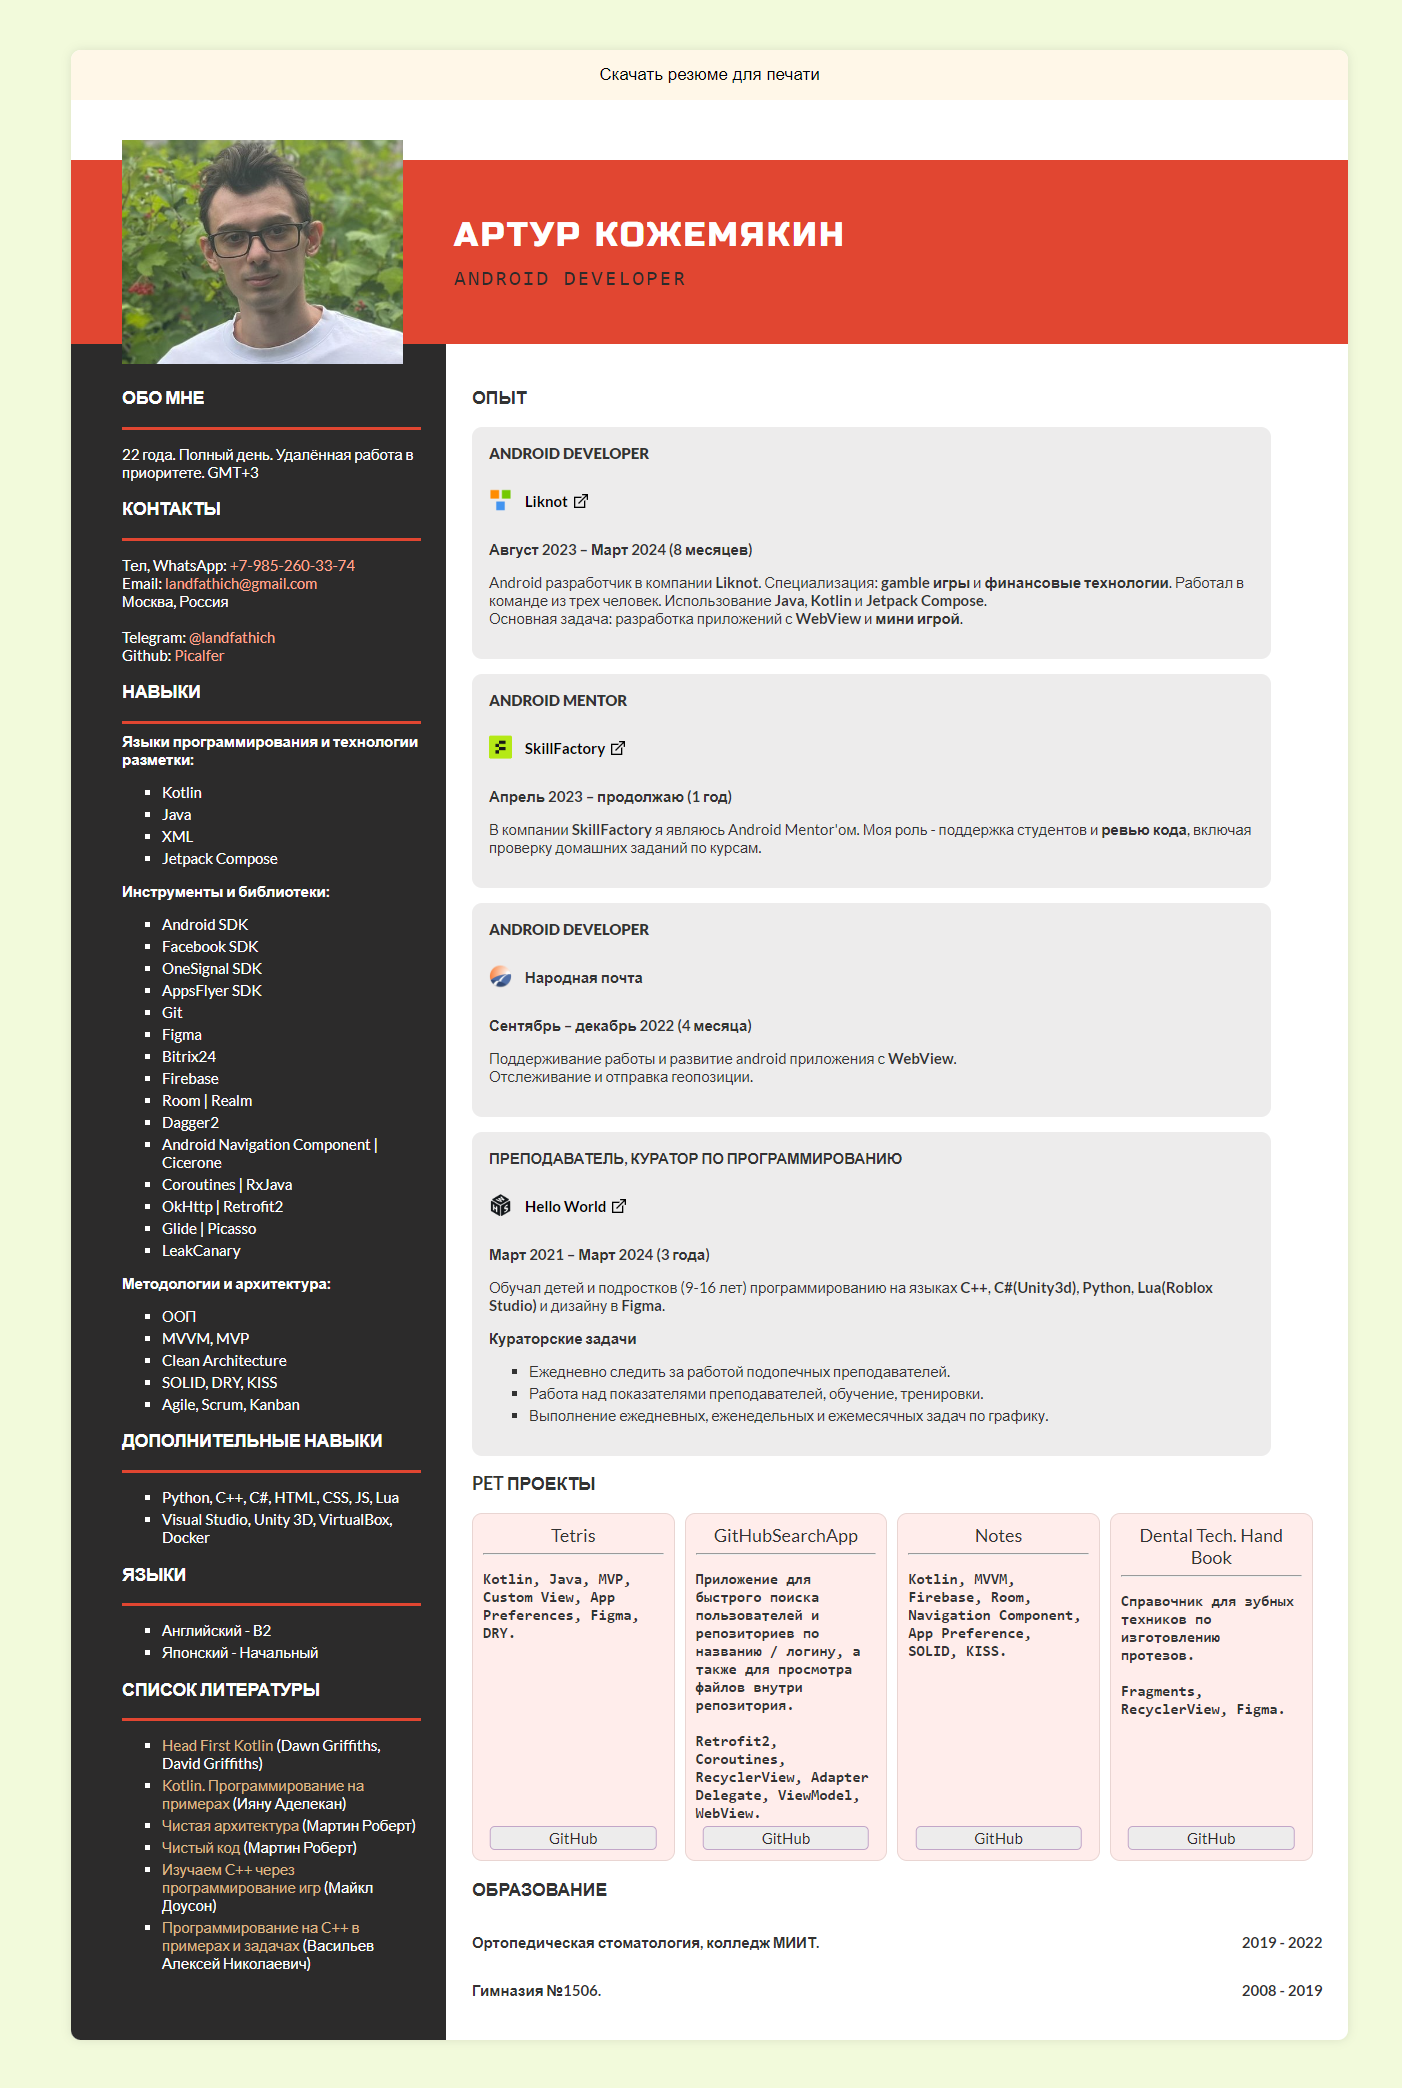 Скачать резюме для печати
АРТУР КОЖЕМЯКИН
ANDROID DEVELOPER
ОБО МНЕ
22 года. Полный день. Удалённая работа в
приоритете. GMT+3
КОНТАКТЫ
Тел, WhatsApp: +7-985-260-33-74
Email: landfathich@gmail.com
Москва, Россия
Telegram: @landfathich
Github: Picalfer
НАВЫКИ
Языки программирования и технологии
разметки:
Kotlin
Java
XML
Jetpack Compose
Инструменты и библиотеки:
Android SDK
Facebook SDK
OneSignal SDK
AppsFlyer SDK
Git
Figma
Bitrix24
Firebase
Room | Realm
Dagger2
Android Navigation Component |
Cicerone
Coroutines | RxJava
OkHttp | Retrofit2
Glide | Picasso
LeakCanary
Методологии и архитектура:
ООП
MVVM, MVP
Clean Architecture
SOLID, DRY, KISS
Agile, Scrum, Kanban
ДОПОЛНИТЕЛЬНЫЕ НАВЫКИ
Python, C++, C#, HTML, CSS, JS, Lua
Visual Studio, Unity 3D, VirtualBox,
Docker
ЯЗЫКИ
Английский - B2
Японский - Начальный
СПИСОК ЛИТЕРАТУРЫ
Head First Kotlin (Dawn Griffiths,
David Griffiths)
Kotlin. Программирование на
примерах (Ияну Аделекан)
Чистая архитектура (Мартин Роберт)
Чистый код (Мартин Роберт)
Изучаем C++ через
программирование игр (Майкл
Доусон)
Программирование на C++ в
примерах и задачах (Васильев
Алексей Николаевич)
ОПЫТ
ANDROID DEVELOPER
Liknot
Август 2023 – Март 2024 (8 месяцев)
Android разработчик в компании Liknot. Специализация: gamble игры и финансовые технологии. Работал в
команде из трех человек. Использование Java, Kotlin и Jetpack Compose.
Основная задача: разработка приложений с WebView и мини игрой.
ANDROID MENTOR
SkillFactory
Апрель 2023 – продолжаю (1 год)
В компании SkillFactory я являюсь Android Mentor'ом. Моя роль - поддержка студентов и ревью кода, включая
проверку домашних заданий по курсам.
ANDROID DEVELOPER
Народная почта
Сентябрь – декабрь 2022 (4 месяца)
Поддерживание работы и развитие android приложения с WebView.
Отслеживание и отправка геопозиции.
ПРЕПОДАВАТЕЛЬ, КУРАТОР ПО ПРОГРАММИРОВАНИЮ
Hello World
Март 2021 – Март 2024 (3 года)
Обучал детей и подростков (9-16 лет) программированию на языках C++, C#(Unity3d), Python, Lua(Roblox
Studio) и дизайну в Figma.
Кураторские задачи
Ежедневно следить за работой подопечных преподавателей.
Работа над показателями преподавателей, обучение, тренировки.
Выполнение ежедневных, еженедельных и ежемесячных задач по графику.
PET ПРОЕКТЫ
Tetris
Kotlin, Java, MVP,
Custom View, App
Preferences, Figma,
DRY.
GitHub
GitHubSearchApp
Приложение для
быстрого поиска
пользователей и
репозиториев по
названию / логину, а
также для просмотра
файлов внутри
репозитория.
Retrofit2,
Coroutines,
RecyclerView, Adapter
Delegate, ViewModel,
WebView.
GitHub
Notes
Kotlin, MVVM,
Firebase, Room,
Navigation Component,
App Preference,
SOLID, KISS.
GitHub
Dental Tech. Hand
Book
Справочник для зубных
техников по
изготовлению
протезов.
Fragments,
RecyclerView, Figma.
GitHub
ОБРАЗОВАНИЕ
Ортопедическая стоматология, колледж МИИТ. 2019 - 2022
Гимназия №1506. 2008 - 2019